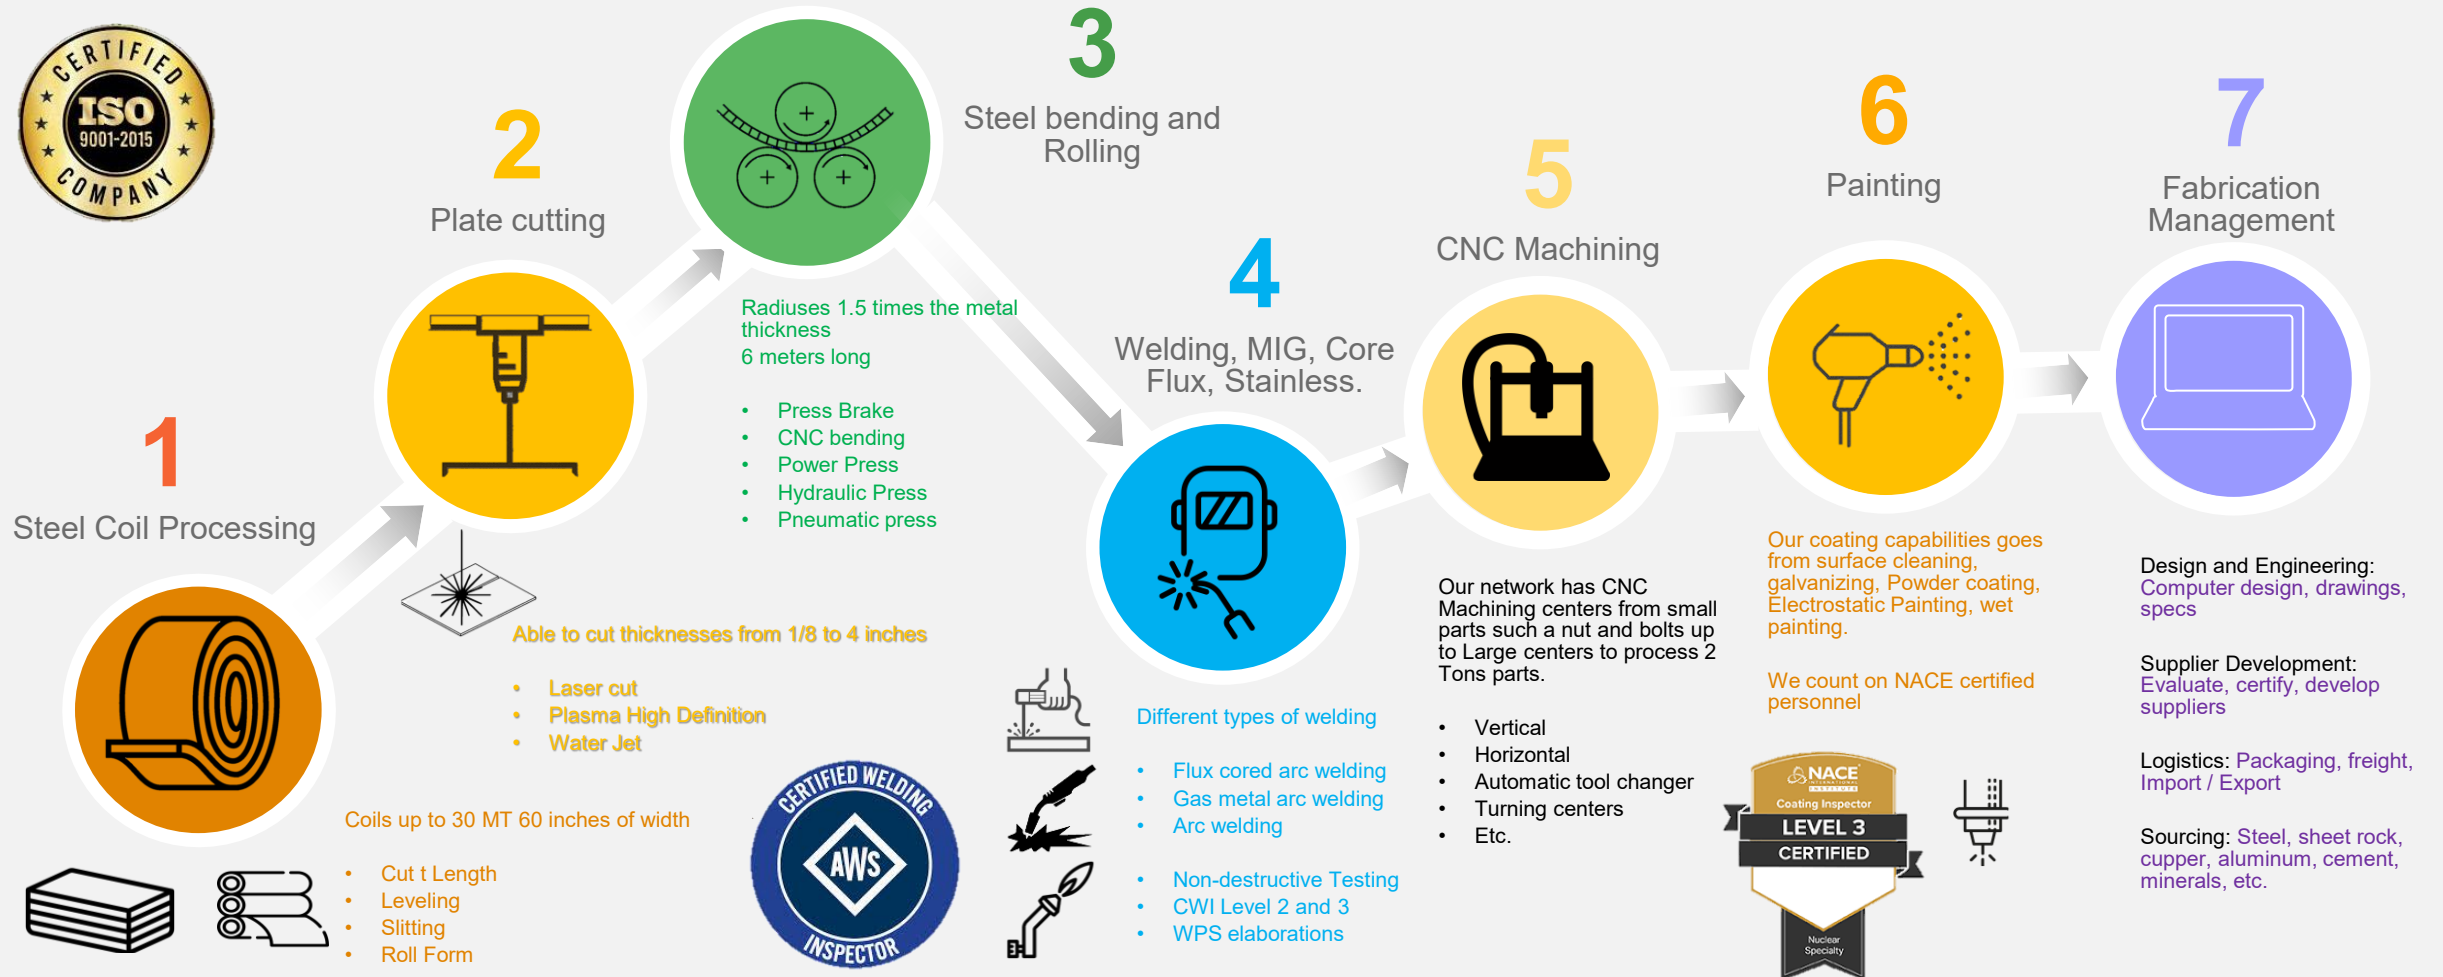 CERTIFIED
ISO
9001-2015
COMPANY
1
Steel Coil Processing
Coils up to 30 MT 60 inches of width
• Cut t Length
• Leveling
• Slitting
• Roll Form
2
Plate cutting
Able to cut thicknesses from 1/8 to 4 inches
• Laser cut
• Plasma High Definition
• Water Jet
3
Steel bending and
Rolling
Radiuses 1.5 times the metal
thickness
6 meters long
• Press Brake
• CNC bending
• Power Press
• Hydraulic Press
• Pneumatic press
CERTIFIED WELDING
AWS
INSPECTOR
4
Welding, MIG, Core
Flux, Stainless.
Different types of welding
• Flux cored arc welding
• Gas metal arc welding
• Arc welding
• Non-destructive Testing
• CWI Level 2 and 3
• WPS elaborations
5
CNC Machining
Our network has CNC
Machining centers from small
parts such a nut and bolts up
to Large centers to process 2
Tons parts.
• Vertical
• Horizontal
• Automatic tool changer
• Turning centers
• Etc.
6
Painting
Our coating capabilities goes
from surface cleaning,
galvanizing, Powder coating,
Electrostatic Painting, wet
painting.
We count on NACE certified
personnel
NACE
INTERNATIONAL
INSTITUTE
Coating Inspector
LEVEL 3
CERTIFIED
Nuclear
Specialty
7
Fabrication
Management
Design and Engineering:
Computer design, drawings,
specs
Supplier Development:
Evaluate, certify, develop
suppliers
Logistics: Packaging, freight,
Import / Export
Sourcing: Steel, sheet rock,
cupper, aluminum, cement,
minerals, etc.